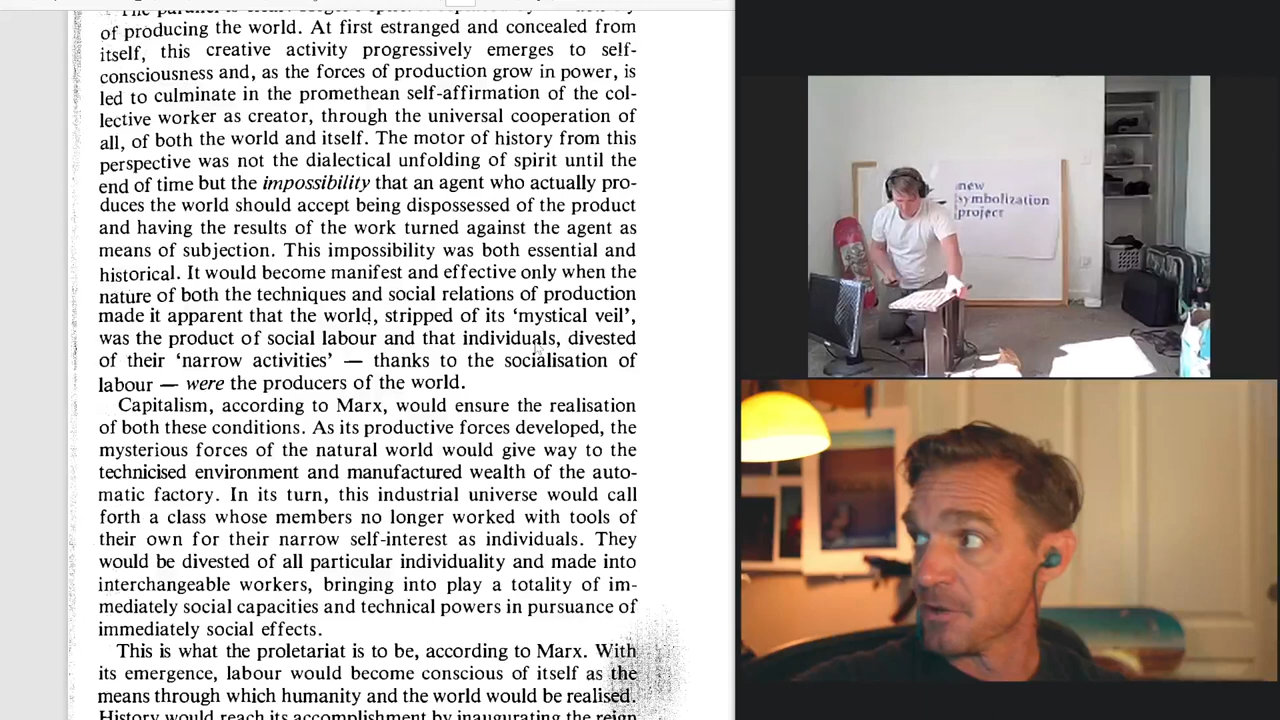 of producing the world. At first estranged and concealed from
itself, this creative activity progressively emerges to self-
consciousness and, as the forces of production grow in power, is
led to culminate in the promethean self-affirmation of the col-
lective worker as creator, through the universal cooperation of
all, of both the world and itself. The motor of history from this
perspective was not the dialectical unfolding of spirit until the
end of time but the impossibility that an agent who actually pro-
duces the world should accept being dispossessed of the product
and having the results of the work turned against the agent as
means of subjection. This impossibility was both essential and
historical. It would become manifest and effective only when the
nature of both the techniques and social relations of production
made it apparent that the world, stripped of its ‘mystical veil’,
was the product of social labour and that individuals, divested
of their ‘narrow activities’ — thanks to the socialisation of
labour — were the producers of the world.
Capitalism, according to Marx, would ensure the realisation
of both these conditions. As its productive forces developed, the
mysterious forces of the natural world would give way to the
technicised environment and manufactured wealth of the auto-
matic factory. In its turn, this industrial universe would call
forth a class whose members no longer worked with tools of
their own for their narrow self-interest as individuals. They
would be divested of all particular individuality and made into
interchangeable workers, bringing into play a totality of im-
mediately social capacities and technical powers in pursuance of
immediately social effects.
This is what the proletariat is to be, according to Marx. With
its emergence, labour would become conscious of itself as the
means through which humanity and the world would be realised.
History would reach its accomplishment by inaugurating the reign
new
symbolization
project